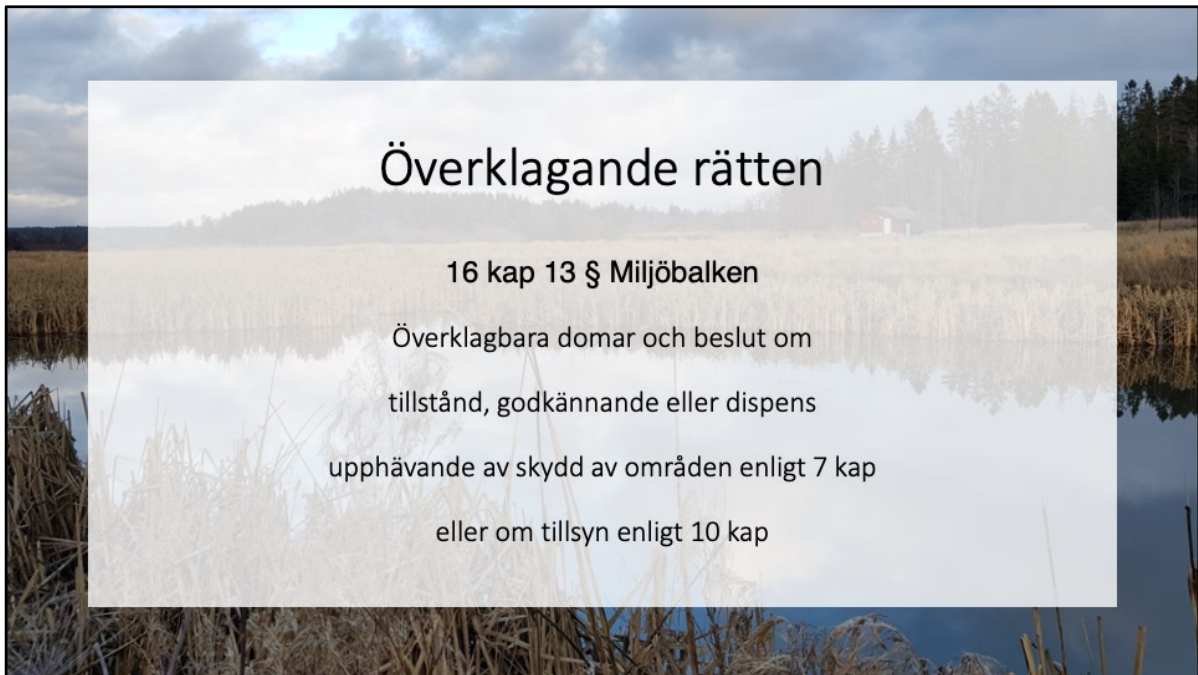 Överklagande rätten
16 kap 13 § Miljöbalken
Överklagbara domar och beslut om
tillstånd, godkännande eller dispens
upphävande av skydd av områden enligt 7 kap
eller om tillsyn enligt 10 kap